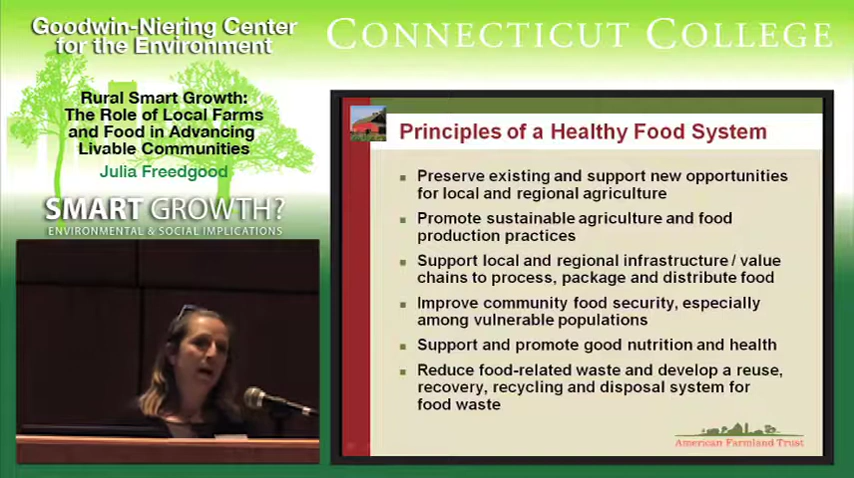 Goodwin-Niering Center
for the Environment
CONNECTICUT COLLEGE
Rural Smart Growth:
The Role of Local Farms
and Food in Advancing
Livable Communities
Julia Freedgood
SMART GROWTH?
ENVIRONMENTAL & SOCIAL IMPLICATIONS
Principles of a Healthy Food System
Preserve existing and support new opportunities
for local and regional agriculture
Promote sustainable agriculture and food
production practices
Support local and regional infrastructure / value
chains to process, package and distribute food
Improve community food security, especially
among vulnerable populations
Support and promote good nutrition and health
Reduce food-related waste and develop a reuse,
recovery, recycling and disposal system for
food waste
American Farmland Trust